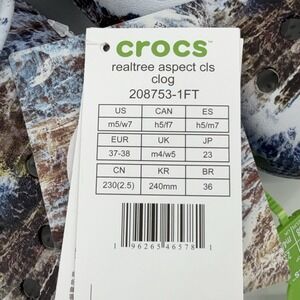 crocs™
realtree aspect cls
clog
208753-1FT
US CAN ES
m5/w7 h5/f7 h5/m7
EUR UK JP
37-38 m4/w5 23
CN KR BR
230(2.5) 240mm 36
1 96265 46578 1